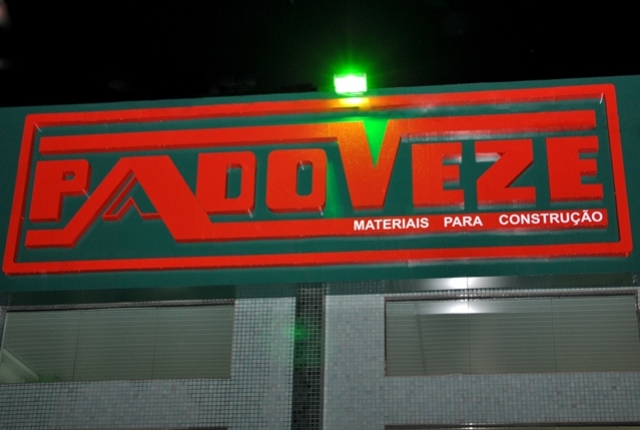 PADOVEZE
MATERIAIS PARA CONSTRUÇÃO